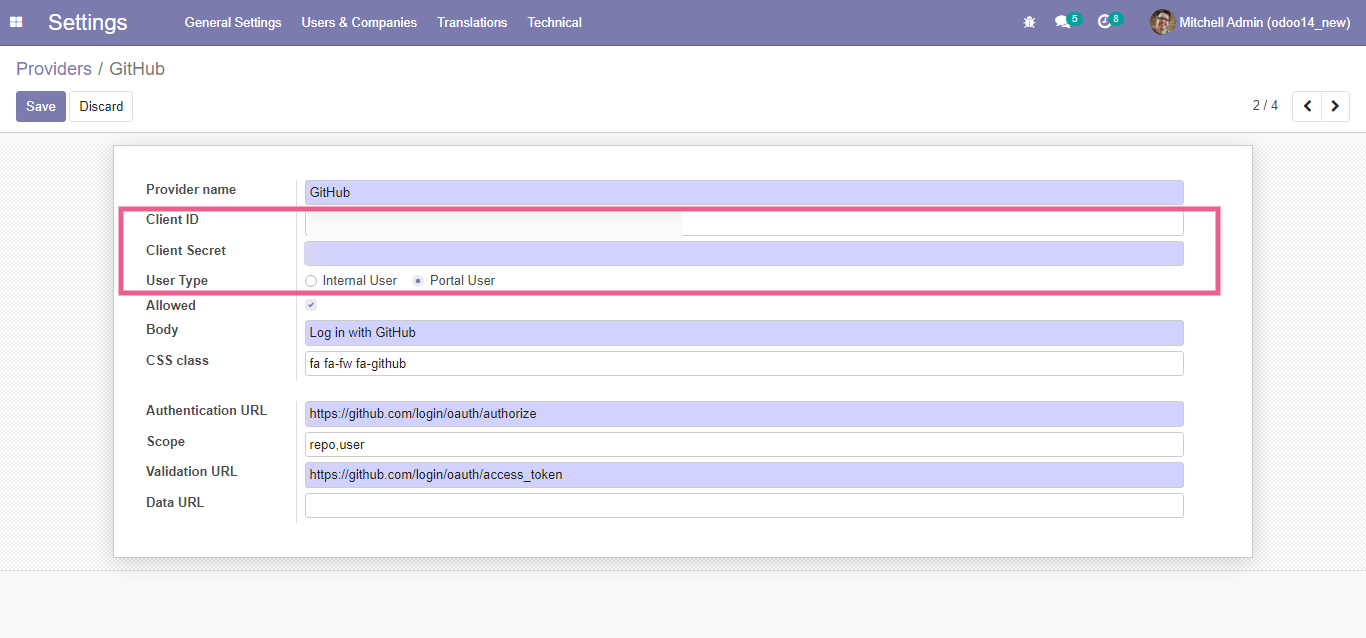 Settings General Settings Users & Companies Translations Technical 5 8 Mitchell Admin (odoo14_new)
Providers / GitHub
Save Discard 2 / 4
Provider name GitHub
Client ID
Client Secret
User Type Internal User Portal User
Allowed
Body Log in with GitHub
CSS class fa fa-fw fa-github
Authentication URL https://github.com/login/oauth/authorize
Scope repo,user
Validation URL https://github.com/login/oauth/access_token
Data URL